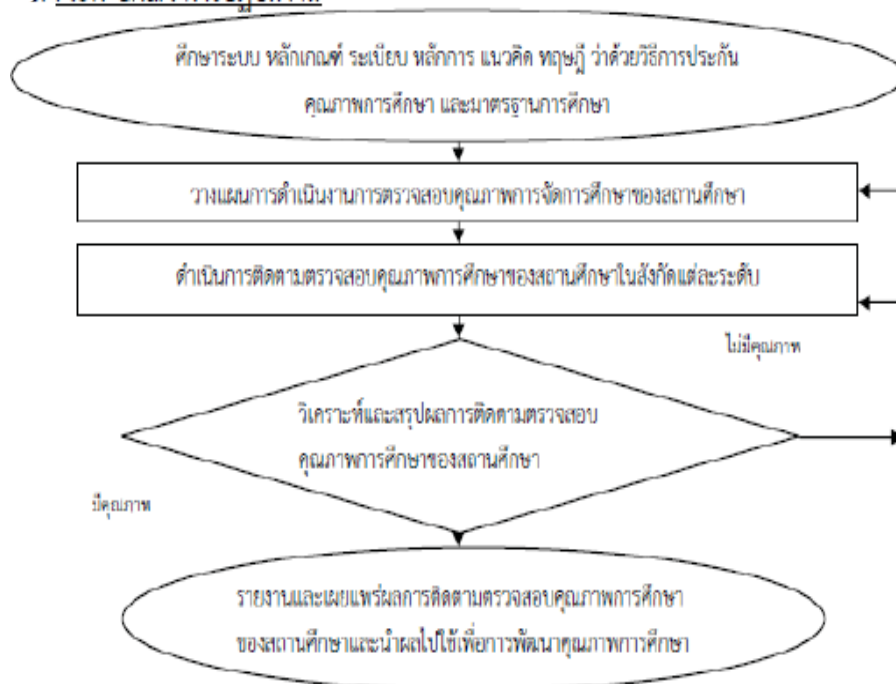 ศึกษาระบบ หลักเกณฑ์ ระเบียบ หลักการ แนวคิด ทฤษฎี ว่าด้วยวิธีการประกัน
คุณภาพการศึกษา และมาตรฐานการศึกษา
วางแผนการดำเนินงานการตรวจสอบคุณภาพการจัดการศึกษาของสถานศึกษา
ดำเนินการติดตามตรวจสอบคุณภาพการศึกษาของสถานศึกษาในสังกัดแต่ละระดับ
ไม่มีคุณภาพ
วิเคราะห์และสรุปผลการติดตามตรวจสอบ
คุณภาพการศึกษาของสถานศึกษา
มีคุณภาพ
รายงานและเผยแพร่ผลการติดตามตรวจสอบคุณภาพการศึกษา
ของสถานศึกษาและนำผลไปใช้เพื่อการพัฒนาคุณภาพการศึกษา